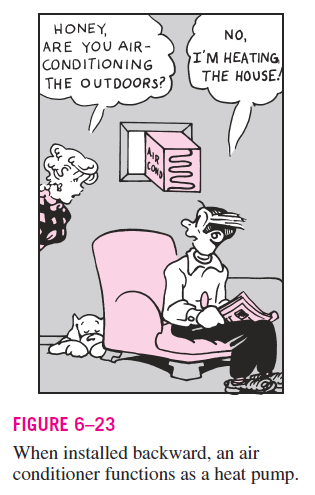 HONEY,
ARE YOU AIR-
CONDITIONING
THE OUTDOORS?
NO,
I'M HEATING
THE HOUSE!
AIR
COND
FIGURE 6–23
When installed backward, an air
conditioner functions as a heat pump.